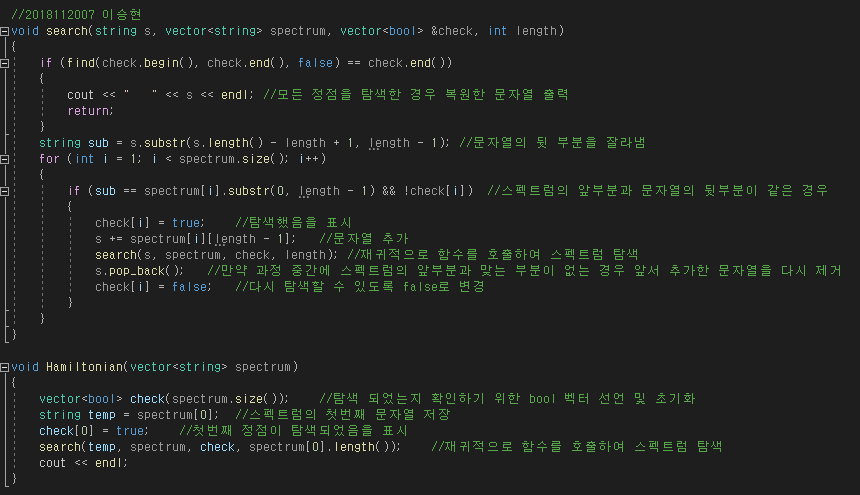 //2018112007 이승현
void search(string s, vector<string> spectrum, vector<bool> &check, int length)
{
    if (find(check.begin(), check.end(), false) == check.end())
    {
        cout << "   " << s << endl; //모든 정점을 탐색한 경우 복원한 문자열 출력
        return;
    }
    string sub = s.substr(s.length() - length + 1, length - 1); //문자열의 뒷 부분을 잘라냄
    for (int i = 1; i < spectrum.size(); i++)
    {
        if (sub == spectrum[i].substr(0, length - 1) && !check[i])  //스펙트럼의 앞부분과 문자열의 뒷부분이 같은 경우
        {
            check[i] = true;    //탐색했음을 표시
            s += spectrum[i][length - 1];   //문자열 추가
            search(s, spectrum, check, length); //재귀적으로 함수를 호출하여 스펙트럼 탐색
            s.pop_back();   //만약 과정 중간에 스펙트럼의 앞부분과 맞는 부분이 없는 경우 앞서 추가한 문자열을 다시 제거
            check[i] = false;   //다시 탐색할 수 있도록 false로 변경
        }
    }
}
void Hamiltonian(vector<string> spectrum)
{
    vector<bool> check(spectrum.size());    //탐색 되었는지 확인하기 위한 bool 벡터 선언 및 초기화
    string temp = spectrum[0];  //스펙트럼의 첫번째 문자열 저장
    check[0] = true;    //첫번째 정점이 탐색되었음을 표시
    search(temp, spectrum, check, spectrum[0].length());    //재귀적으로 함수를 호출하여 스펙트럼 탐색
    cout << endl;
}